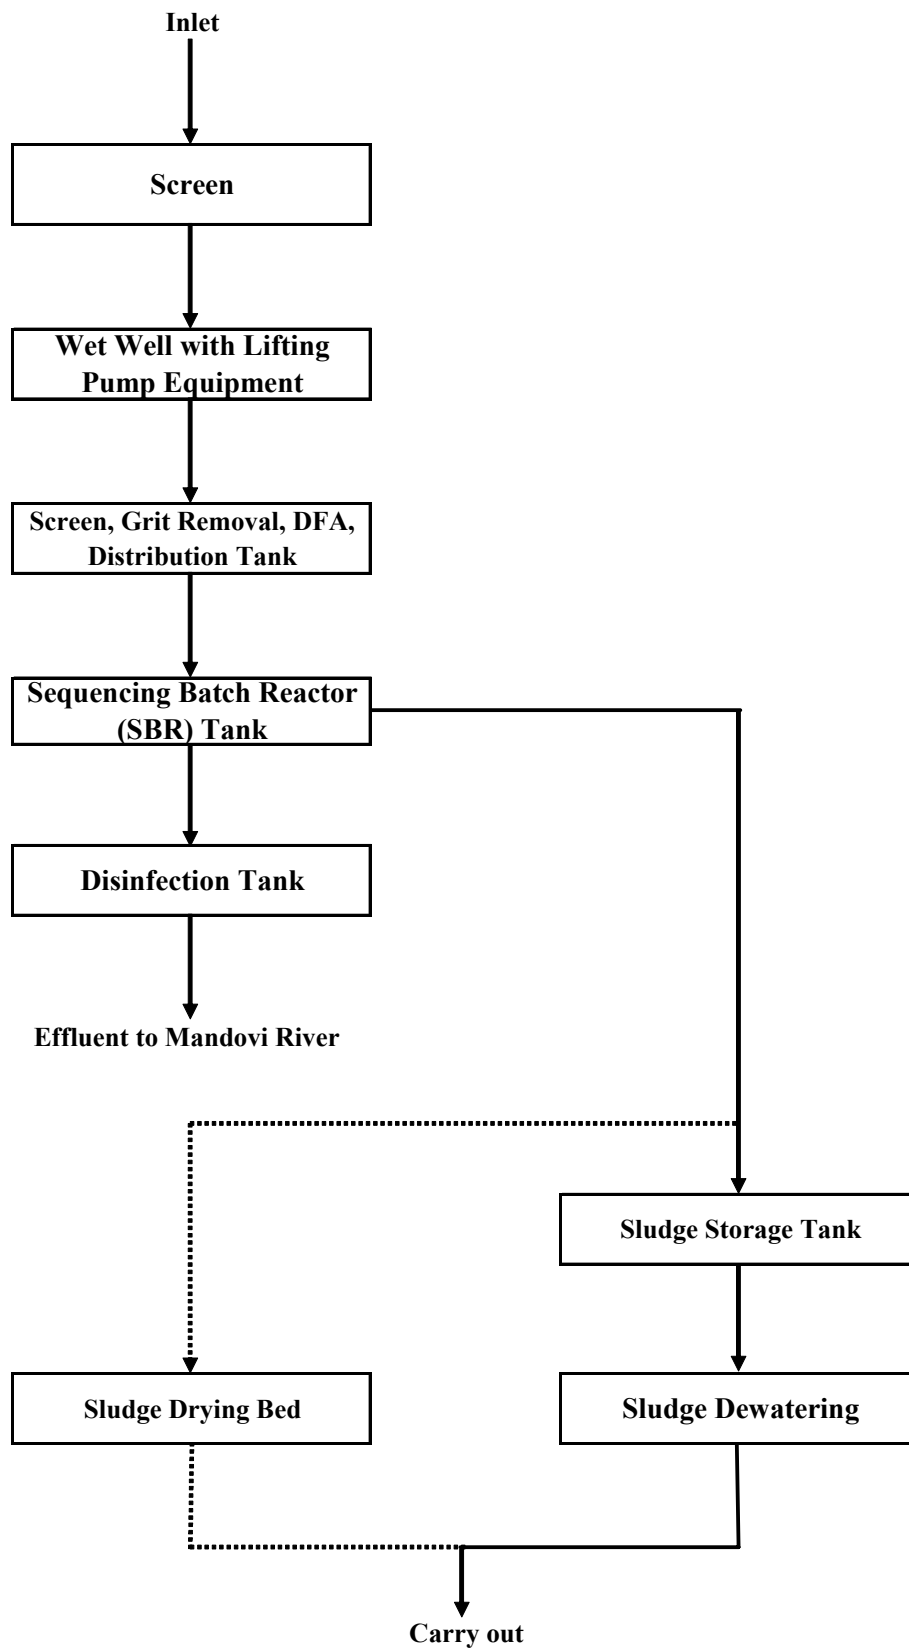 Inlet
Screen
Wet Well with Lifting
Pump Equipment
Screen, Grit Removal, DFA,
Distribution Tank
Sequencing Batch Reactor
(SBR) Tank
Disinfection Tank
Effluent to Mandovi River
Sludge Storage Tank
Sludge Drying Bed
Sludge Dewatering
Carry out